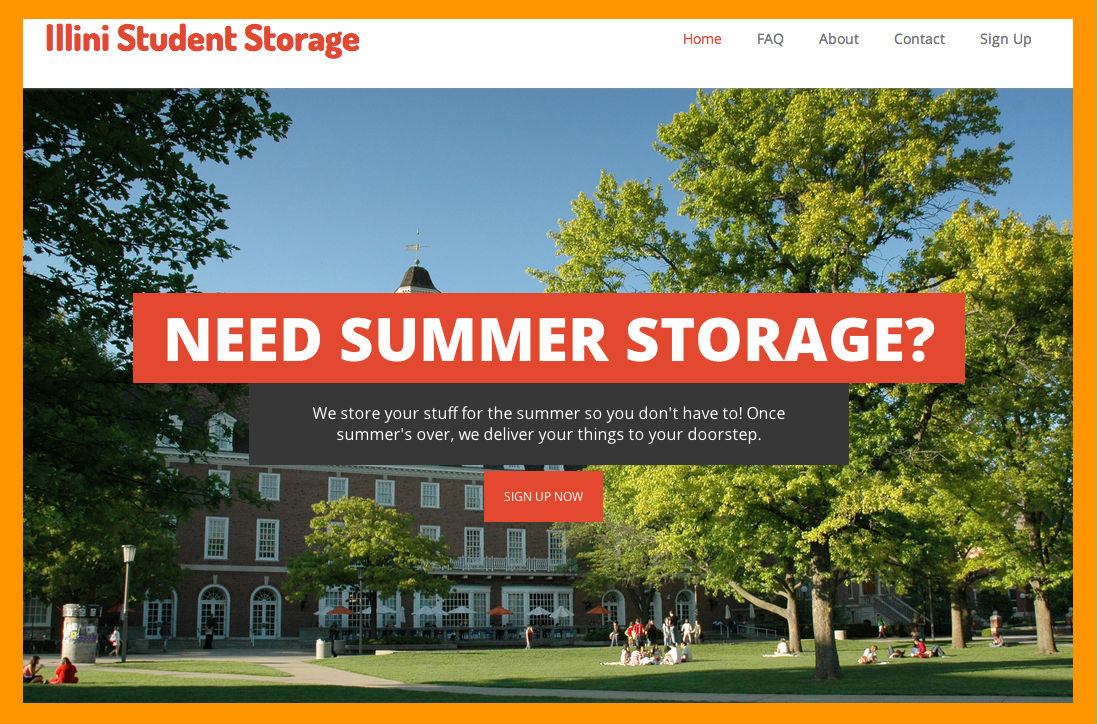 Illini Student Storage
Home FAQ About Contact Sign Up
NEED SUMMER STORAGE?
We store your stuff for the summer so you don't have to! Once
summer's over, we deliver your things to your doorstep.
SIGN UP NOW